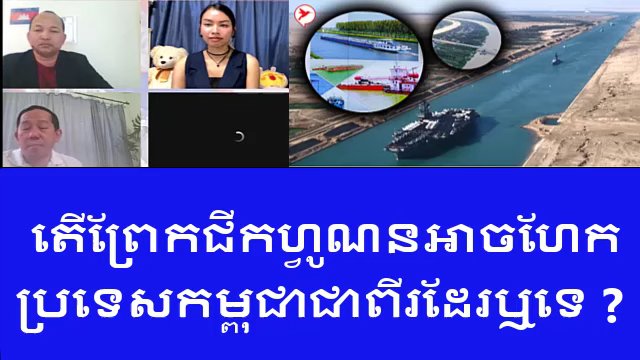 តើព្រែកជីកហ្វូណនអាចហែក
ប្រទេសកម្ពុជាជាពីរដែរឬទេ ?